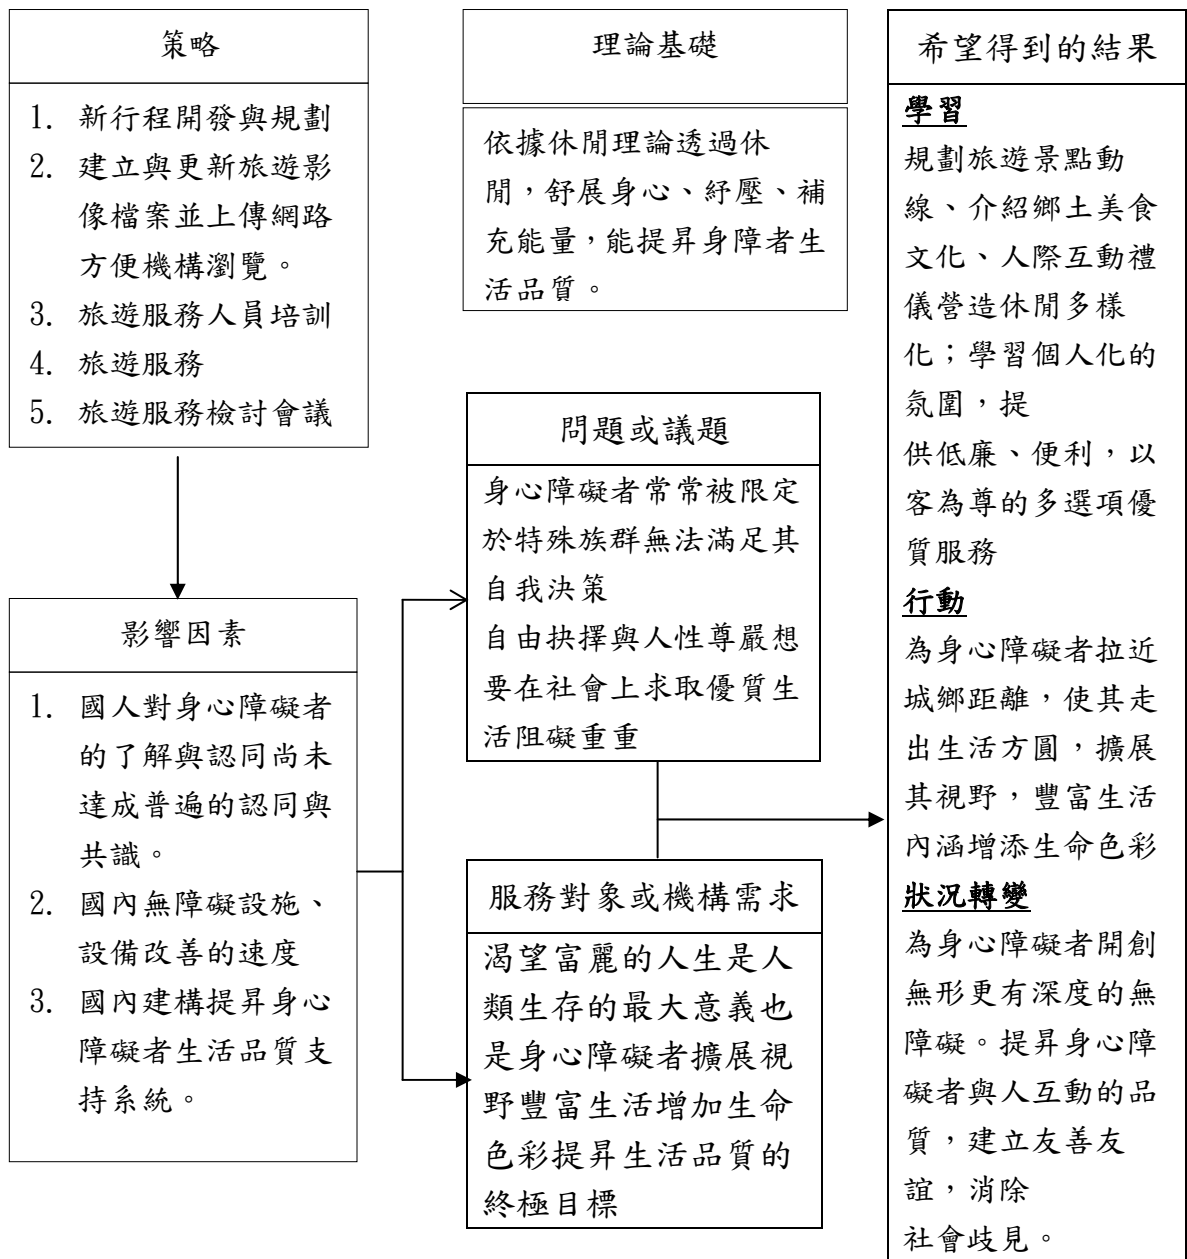 策略
1. 新行程開發與規劃
2. 建立與更新旅遊影
像檔案並上傳網路
方便機構瀏覽。
3. 旅遊服務人員培訓
4. 旅遊服務
5. 旅遊服務檢討會議
影響因素
1. 國人對身心障礙者
的了解與認同尚未
達成普遍的認同與
共識。
2. 國內無障礙設施、
設備改善的速度
3. 國內建構提昇身心
障礙者生活品質支
持系統。
理論基礎
依據休閒理論透過休
閒，舒展身心、紓壓、補
充能量，能提昇身障者生
活品質。
問題或議題
身心障礙者常常被限定
於特殊族群無法滿足其
自我決策
自由抉擇與人性尊嚴想
要在社會上求取優質生
活阻礙重重
服務對象或機構需求
渴望富麗的人生是人
類生存的最大意義也
是身心障礙者擴展視
野豐富生活增加生命
色彩提昇生活品質的
終極目標
希望得到的結果
學習
規劃旅遊景點動
線、介紹鄉土美食
文化、人際互動禮
儀營造休閒多樣
化；學習個人化的
氛圍，提
供低廉、便利，以
客為尊的多選項優
質服務
行動
為身心障礙者拉近
城鄉距離，使其走
出生活方圓，擴展
其視野，豐富生活
內涵增添生命色彩
狀況轉變
為身心障礙者開創
無形更有深度的無
障礙。提昇身心障
礙者與人互動的品
質，建立友善友
誼，消除
社會歧見。